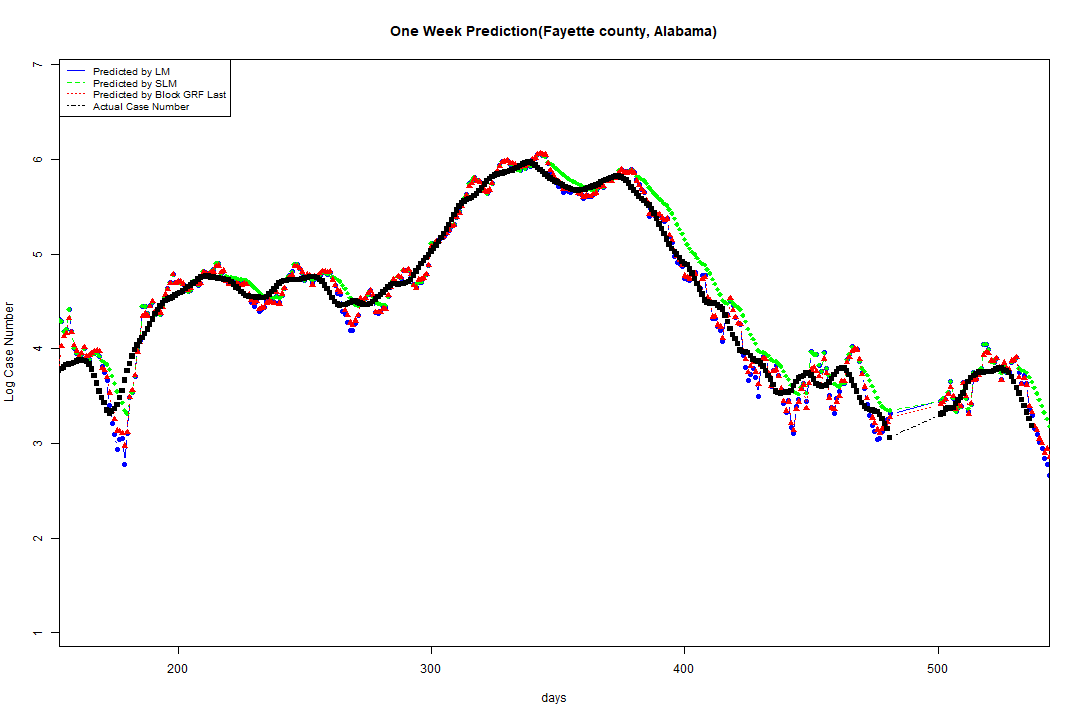 One Week Prediction(Fayette county, Alabama)
Predicted by LM
Predicted by SLM
Predicted by Block GRF Last
Actual Case Number
7
6
5
4
3
2
1
Log Case Number
200
300
400
500
days